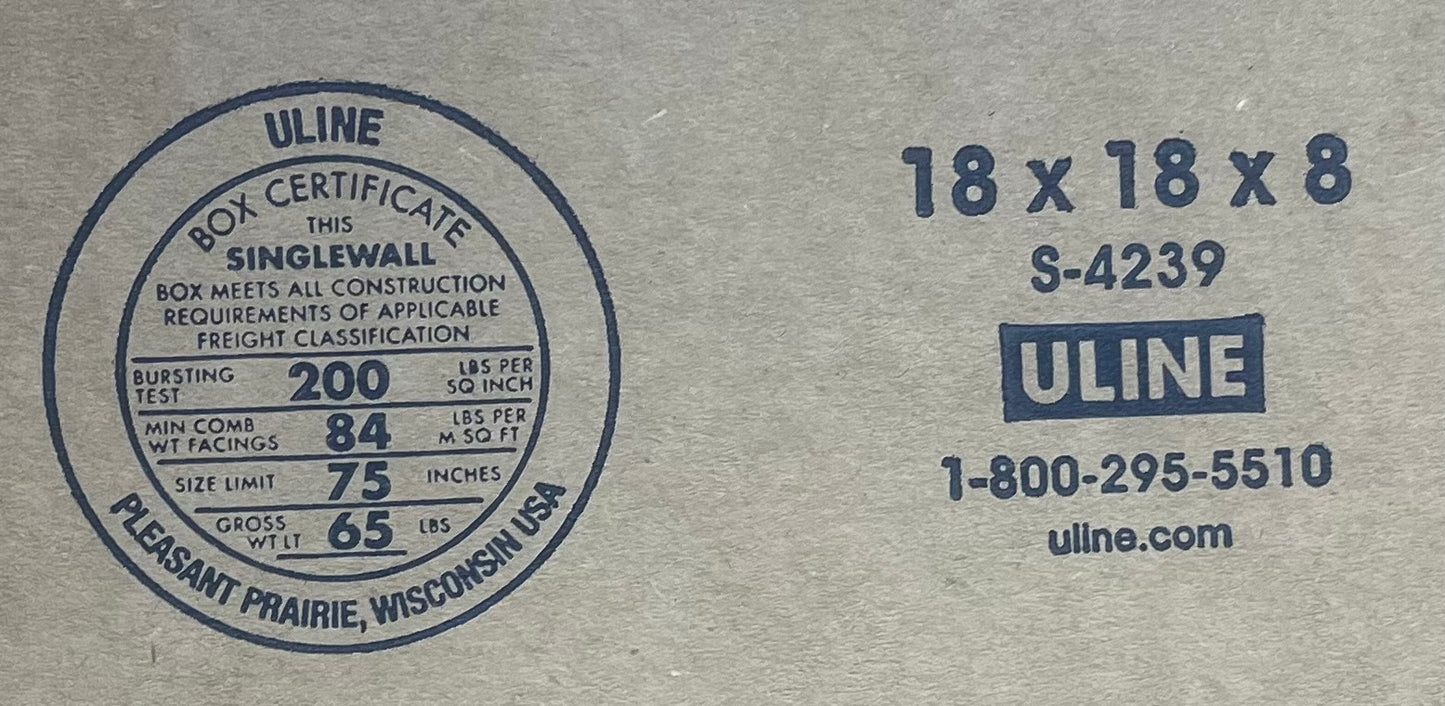 ULINE
BOX CERTIFICATE
THIS
SINGLEWALL
BOX MEETS ALL CONSTRUCTION
REQUIREMENTS OF APPLICABLE
FREIGHT CLASSIFICATION
BURSTING TEST 200 LBS PER SQ INCH
MIN COMB WT FACINGS 84 LBS PER M SQ FT
SIZE LIMIT 75 INCHES
GROSS WT LT 65 LBS
PLEASANT PRAIRIE, WISCONSIN USA
18 x 18 x 8
S-4239
ULINE
1-800-295-5510
uline.com